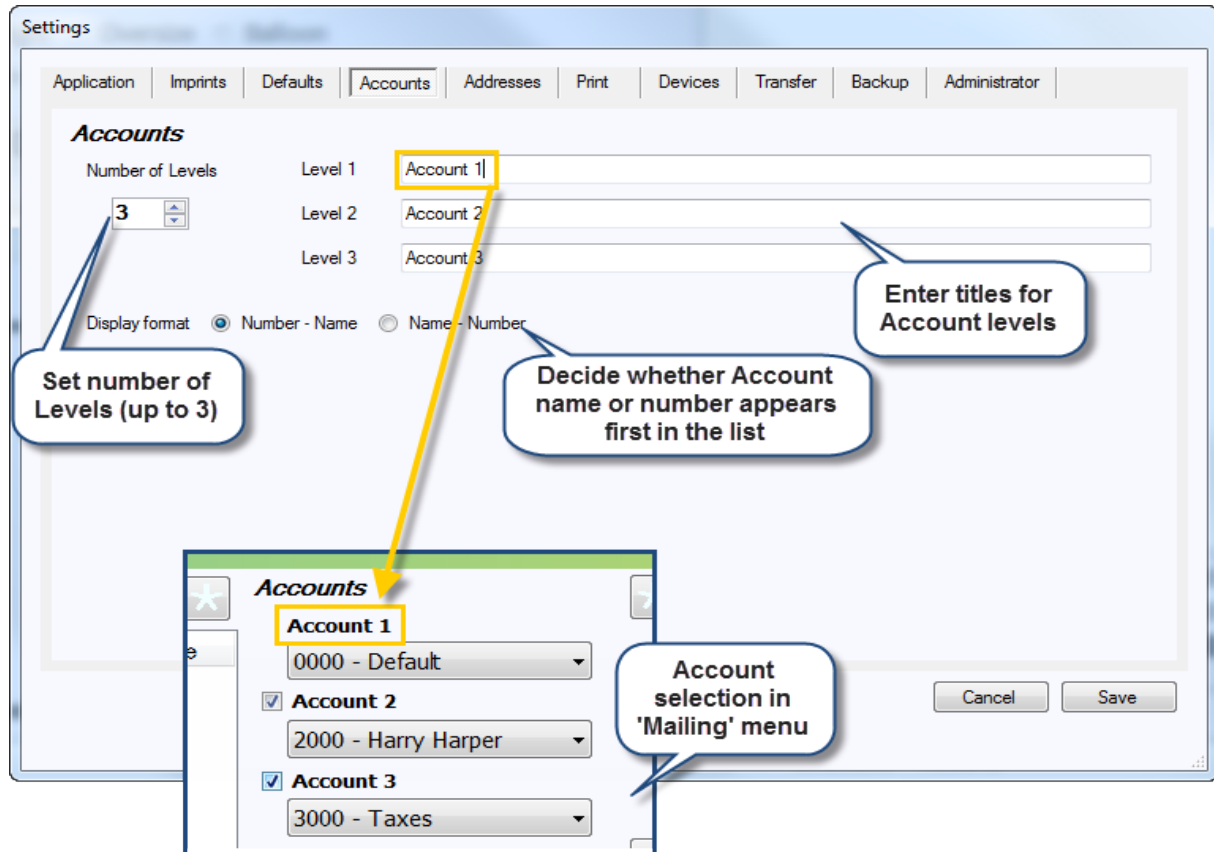 Settings
Application Imprints Defaults Accounts Addresses Print Devices Transfer Backup Administrator
Accounts
Number of Levels
3
Level 1 Account 1
Level 2 Account 2
Level 3 Account 3
Enter titles for
Account levels
Display format Number - Name Name - Number
Set number of
Levels (up to 3)
Decide whether Account
name or number appears
first in the list
Accounts
Account 1
e
0000 - Default
Account 2
2000 - Harry Harper
Account 3
3000 - Taxes
Account
selection in
'Mailing' menu
Cancel Save